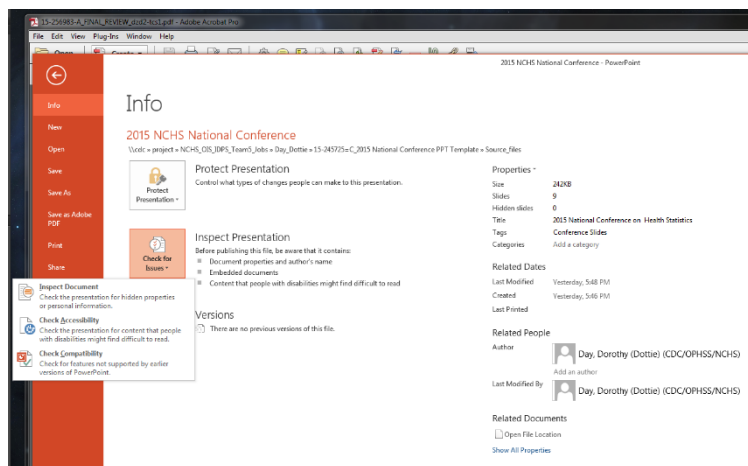 15-256983-A_FINAL_REVIEW_dzd2-tcs1.pdf - Adobe Acrobat Pro
File Edit View Plug-Ins Window Help
Open
Create
2015 NCHS National Conference - PowerPoint
Info
New
Open
Save
Save As
Save as Adobe
PDF
Print
Share
Info
2015 NCHS National Conference
\\cdc » project » NCHS_OIS_IDPS_Team5_Jobs » Day_Dottie » 15-245725=C_2015 National Conference PPT Template » Source_files
Protect
Presentation
Protect Presentation
Control what types of changes people can make to this presentation.
Check for
Issues
Inspect Presentation
Before publishing this file, be aware that it contains:
Document properties and author's name
Embedded documents
Content that people with disabilities might find difficult to read
Inspect Document
Check the presentation for hidden properties
or personal information.
Check Accessibility
Check the presentation for content that people
with disabilities might find difficult to read.
Check Compatibility
Check for features not supported by earlier
versions of PowerPoint.
Versions
There are no previous versions of this file.
Properties
Size 242KB
Slides 9
Hidden slides 0
Title 2015 National Conference on Health Statistics
Tags Conference Slides
Categories Add a category
Related Dates
Last Modified Yesterday, 5:48 PM
Created Yesterday, 5:46 PM
Last Printed
Related People
Author Day, Dorothy (Dottie) (CDC/OPHSS/NCHS)
Add an author
Last Modified By Day, Dorothy (Dottie) (CDC/OPHSS/NCHS)
Related Documents
Open File Location
Show All Properties